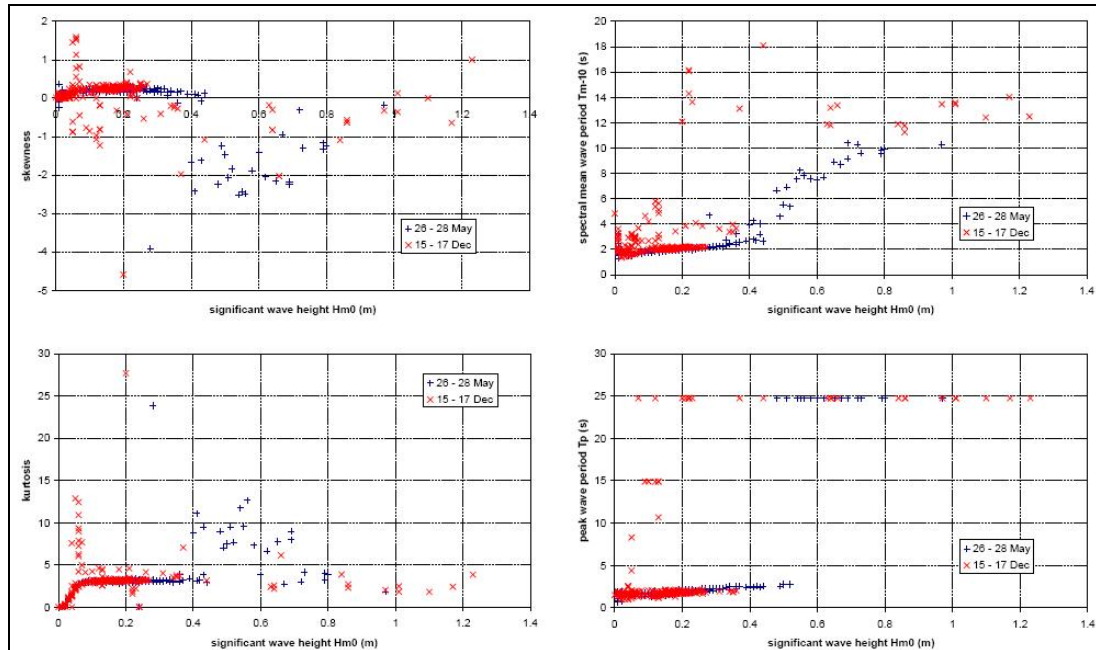 2
1
0
-1
-2
-3
-4
-5
0 0.2 0.4 0.6 0.8 1 1.2 1.4
skewness
+ 26 - 28 May
× 15 - 17 Dec
significant wave height Hm0 (m)
20
18
16
14
12
10
8
6
4
2
0
0 0.2 0.4 0.6 0.8 1 1.2 1.4
spectral mean wave period Tm-10 (s)
+ 26 - 28 May
× 15 - 17 Dec
significant wave height Hm0 (m)
30
25
20
15
10
5
0
0 0.2 0.4 0.6 0.8 1 1.2 1.4
kurtosis
+ 26 - 28 May
× 15 - 17 Dec
significant wave height Hm0 (m)
30
25
20
15
10
5
0
0 0.2 0.4 0.6 0.8 1 1.2 1.4
peak wave period Tp (s)
+ 26 - 28 May
× 15 - 17 Dec
significant wave height Hm0 (m)